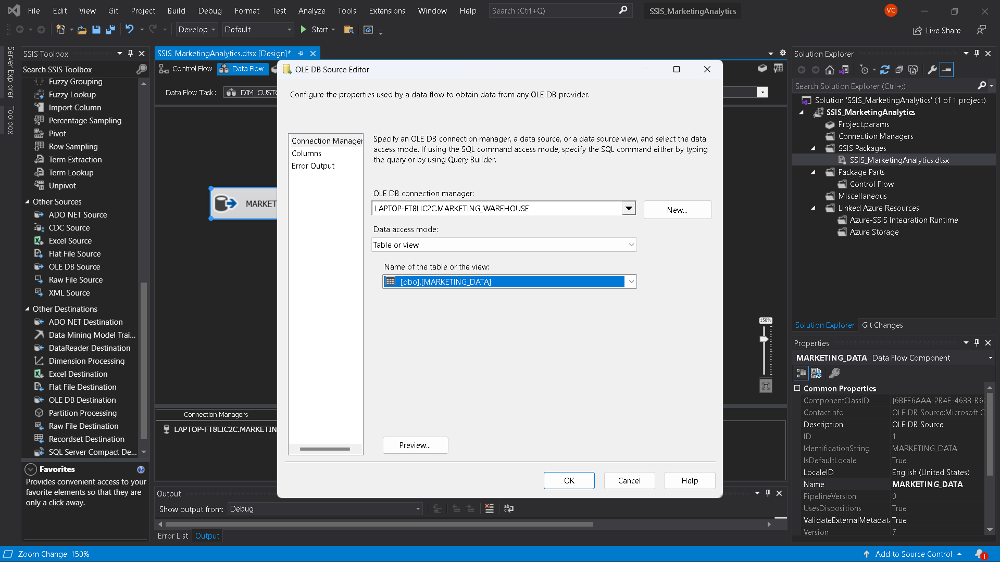 File Edit View Git Project Build Debug Format Test Analyze Tools Extensions Window Help Search (Ctrl+Q) SSIS_MarketingAnalytics VC
Develop Default Start Live Share
Server Explorer
Toolbox
SSIS Toolbox
Search SSIS Toolbox
Fuzzy Grouping
Fuzzy Lookup
Import Column
Percentage Sampling
Pivot
Row Sampling
Term Extraction
Term Lookup
Unpivot
Other Sources
ADO NET Source
CDC Source
Excel Source
Flat File Source
OLE DB Source
Raw File Source
XML Source
Other Destinations
ADO NET Destination
Data Mining Model Trai...
DataReader Destination
Dimension Processing
Excel Destination
Flat File Destination
OLE DB Destination
Partition Processing
Raw File Destination
Recordset Destination
SQL Server Compact De...
Favorites
Provides convenient access to your
favorite elements so that they are
only a click away.
SSIS_MarketingAnalytics.dtsx [Design]*
Control Flow Data Flow
Data Flow Task: DIM_CUSTO
MARKET
150%
Connection Managers
LAPTOP-FT8LIC2C.MARKETIN
OLE DB Source Editor
Configure the properties used by a data flow to obtain data from any OLE DB provider.
Connection Manager
Columns
Error Output
Specify an OLE DB connection manager, a data source, or a data source view, and select the data
access mode. If using the SQL command access mode, specify the SQL command either by typing
the query or by using Query Builder.
OLE DB connection manager:
LAPTOP-FT8LIC2C.MARKETING_WAREHOUSE
New...
Data access mode:
Table or view
Name of the table or the view:
[dbo].[MARKETING_DATA]
Preview...
OK Cancel Help
Output
Show output from: Debug
Error List Output
Solution Explorer
Search Solution Explorer (Ctrl+;)
Solution 'SSIS_MarketingAnalytics' (1 of 1 project)
SSIS_MarketingAnalytics
Project.params
Connection Managers
SSIS Packages
SSIS_MarketingAnalytics.dtsx
Package Parts
Control Flow
Miscellaneous
Linked Azure Resources
Azure-SSIS Integration Runtime
Azure Storage
Solution Explorer Git Changes
Properties
MARKETING_DATA Data Flow Component
Common Properties
ComponentClassID {6BFE6AAA-2B4E-4633-B62
ContactInfo OLE DB Source;Microsoft C
Description OLE DB Source
ID 1
IdentificationString MARKETING_DATA
IsDefaultLocale True
LocaleID English (United States)
Name MARKETING_DATA
PipelineVersion 0
UsesDispositions True
ValidateExternalMetadat True
Version 7
Zoom Change: 150% Add to Source Control 1